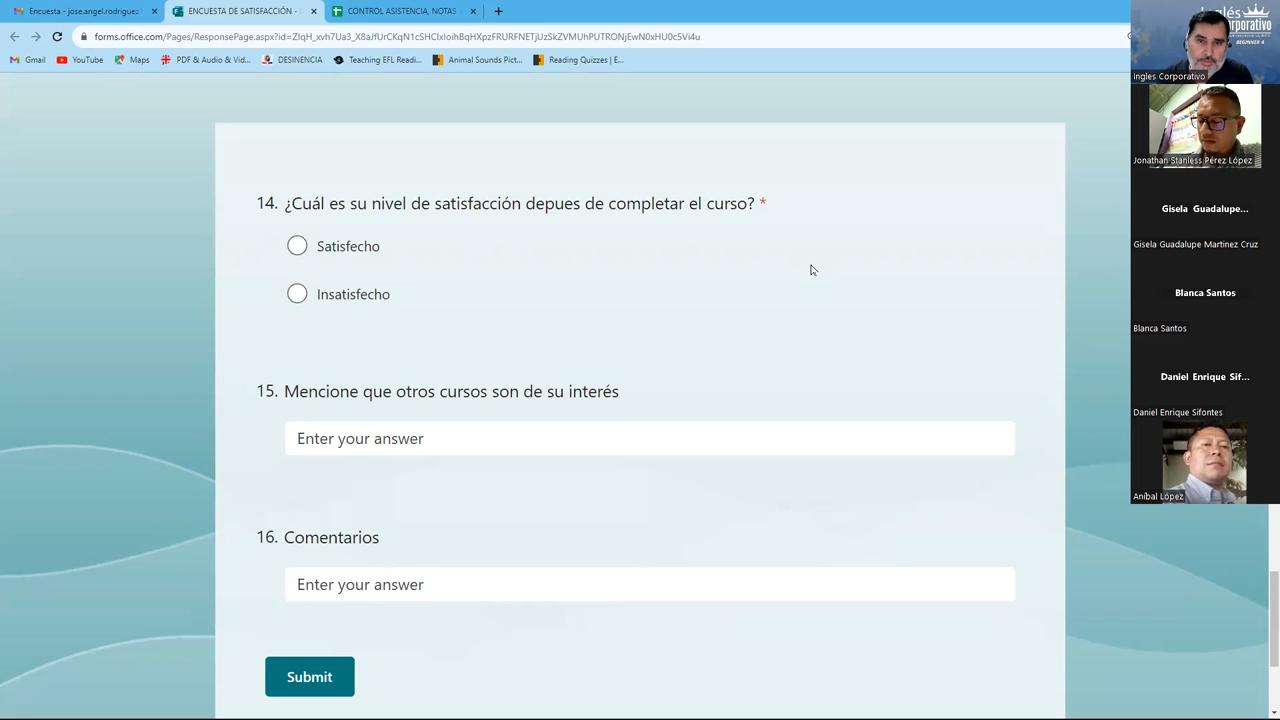 Encuesta - jose.angel.rodriguez
ENCUESTA DE SATISFACCIÓN -
CONTROL ASISTENCIA, NOTAS
forms.office.com/Pages/ResponsePage.aspx?id=
Gmail
YouTube
Maps
PDF & Audio & Vid...
DESINENCIA
Teaching EFL Readi...
Animal Sounds Pict...
Reading Quizzes | E...
14. ¿Cuál es su nivel de satisfacción depues de completar el curso? *
Satisfecho
Insatisfecho
15. Mencione que otros cursos son de su interés
Enter your answer
16. Comentarios
Enter your answer
Submit
BEGINNER 4
Ingles Corporativo
Jonathan Stanless Pérez López
Gisela Guadalupe...
Gisela Guadalupe Martinez Cruz
Blanca Santos
Blanca Santos
Daniel Enrique Sif...
Daniel Enrique Sifontes
Aníbal López